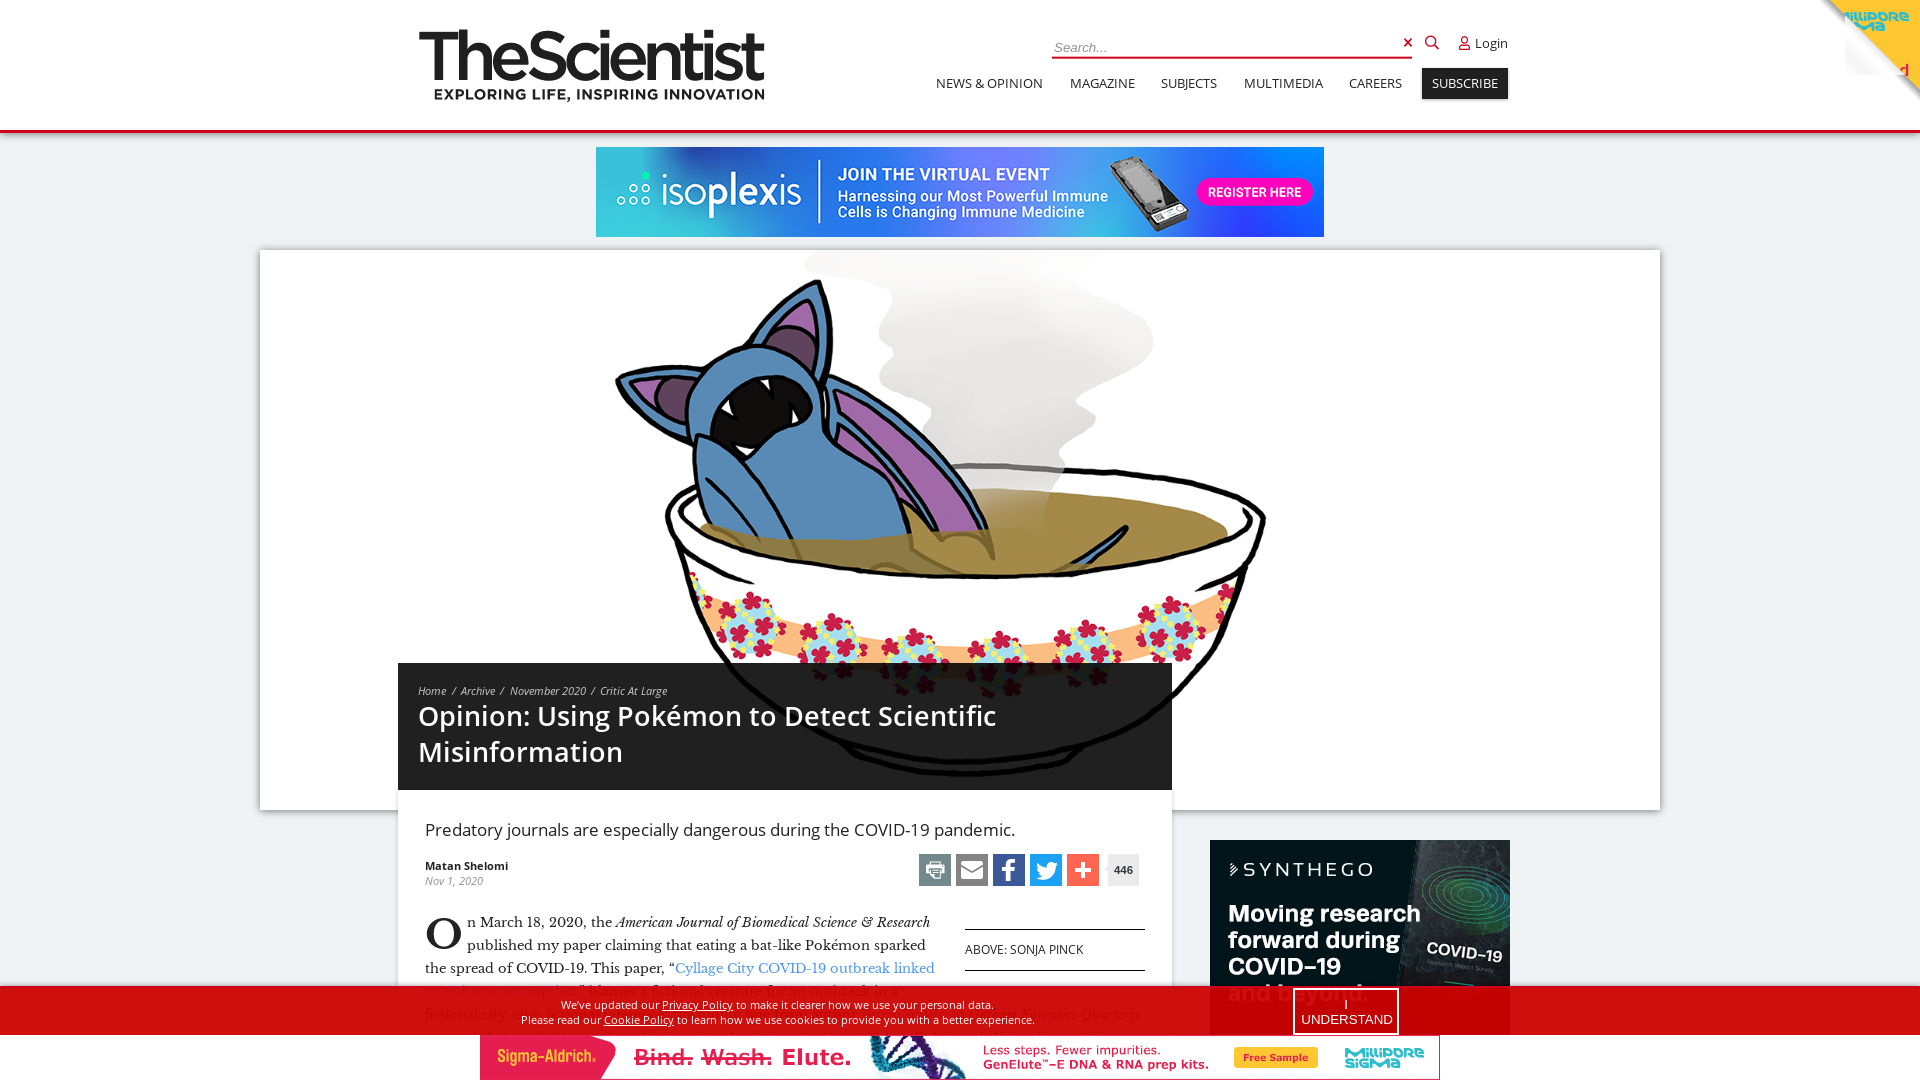 TheScientist
EXPLORING LIFE, INSPIRING INNOVATION
Search...
Login
NEWS & OPINION
MAGAZINE
SUBJECTS
MULTIMEDIA
CAREERS
SUBSCRIBE
isoplexis
JOIN THE VIRTUAL EVENT
Harnessing our Most Powerful Immune
Cells is Changing Immune Medicine
REGISTER HERE
Home / Archive / November 2020 / Critic At Large
Opinion: Using Pokémon to Detect Scientific
Misinformation
Predatory journals are especially dangerous during the COVID-19 pandemic.
Matan Shelomi
Nov 1, 2020
446
On March 18, 2020, the American Journal of Biomedical Science & Research
published my paper claiming that eating a bat-like Pokémon sparked
the spread of COVID-19. This paper, “Cyllage City COVID-19 outbreak linked
ABOVE: SONJA PINCK
SYNTHEGO
Moving research
forward during
COVID-19
and beyond.
COVID-19
We’ve updated our Privacy Policy to make it clearer how we use your personal data.
Please read our Cookie Policy to learn how we use cookies to provide you with a better experience.
I
UNDERSTAND
Sigma-Aldrich®
Bind. Wash. Elute.
Less steps. Fewer impurities.
GenElute™-E DNA & RNA prep kits.
Free Sample
Millipore
Sigma